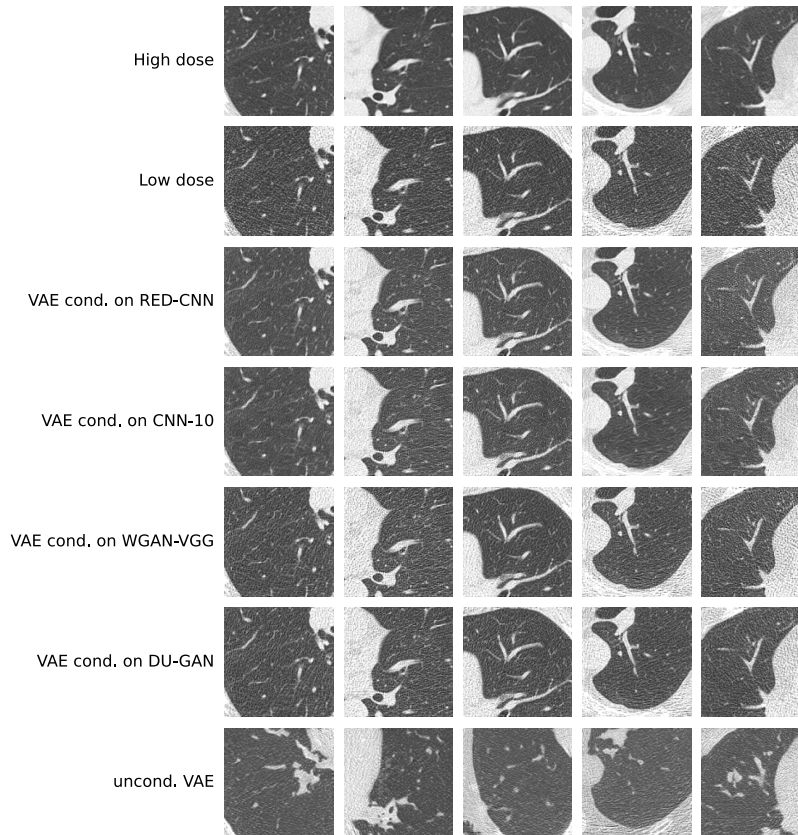 High dose
Low dose
VAE cond. on RED-CNN
VAE cond. on CNN-10
VAE cond. on WGAN-VGG
VAE cond. on DU-GAN
uncond. VAE